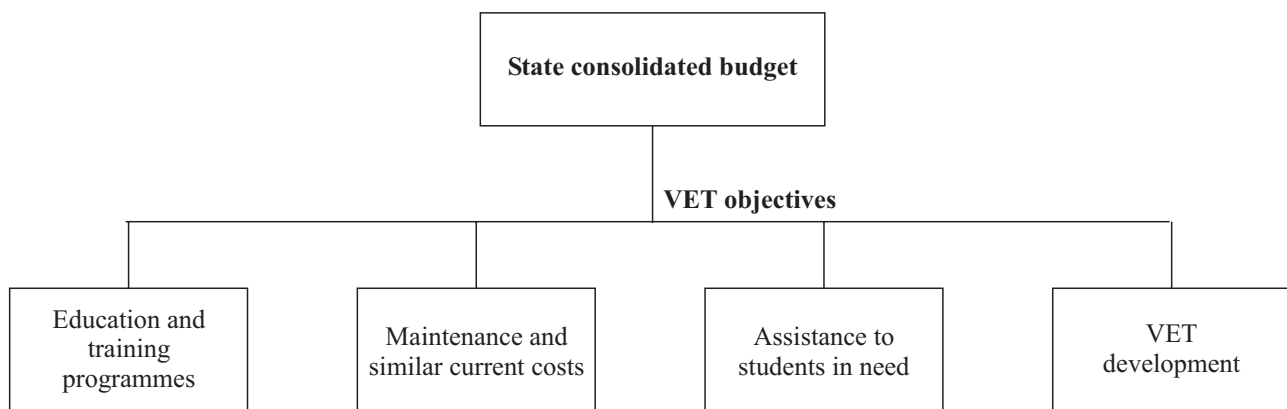 State consolidated budget
VET objectives
Education and
training
programmes
Maintenance and
similar current costs
Assistance to
students in need
VET
development